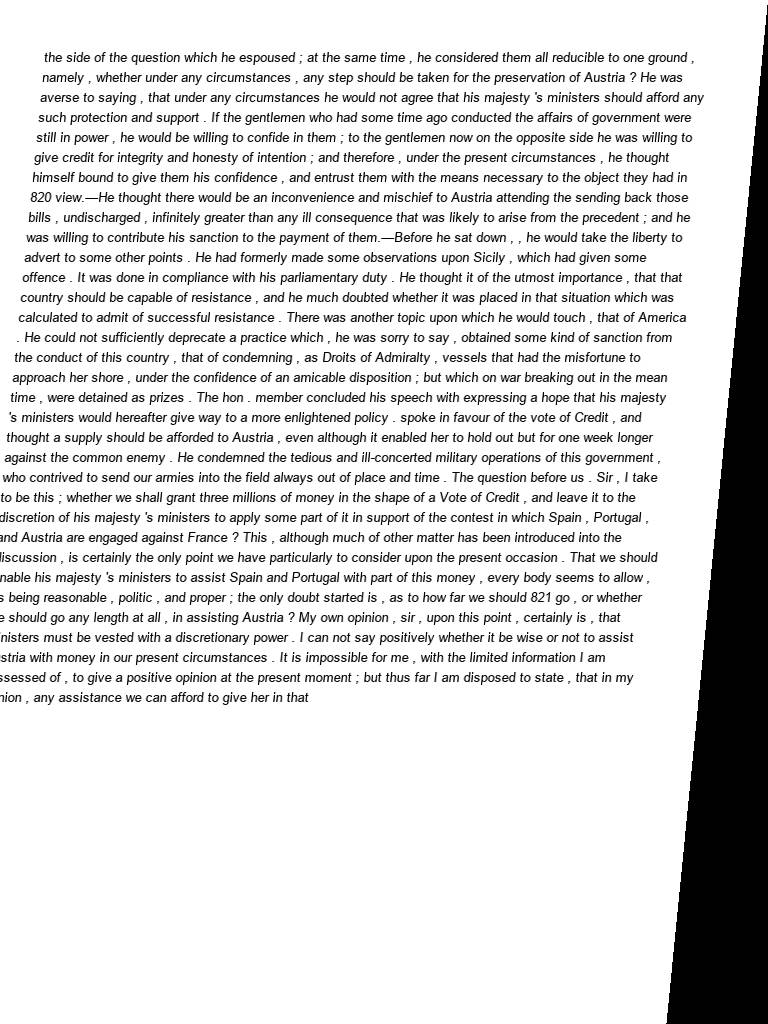 the side of the question which he espoused ; at the same time , he considered them all reducible to one ground ,
namely , whether under any circumstances , any step should be taken for the preservation of Austria ? He was
averse to saying , that under any circumstances he would not agree that his majesty 's ministers should afford any
such protection and support . If the gentlemen who had some time ago conducted the affairs of government were
still in power , he would be willing to confide in them ; to the gentlemen now on the opposite side he was willing to
give credit for integrity and honesty of intention ; and therefore , under the present circumstances , he thought
himself bound to give them his confidence , and entrust them with the means necessary to the object they had in
820 view.—He thought there would be an inconvenience and mischief to Austria attending the sending back those
bills , undischarged , infinitely greater than any ill consequence that was likely to arise from the precedent ; and he
was willing to contribute his sanction to the payment of them.—Before he sat down , , he would take the liberty to
advert to some other points . He had formerly made some observations upon Sicily , which had given some
offence . It was done in compliance with his parliamentary duty . He thought it of the utmost importance , that that
country should be capable of resistance , and he much doubted whether it was placed in that situation which was
calculated to admit of successful resistance . There was another topic upon which he would touch , that of America
. He could not sufficiently deprecate a practice which , he was sorry to say , obtained some kind of sanction from
the conduct of this country , that of condemning , as Droits of Admiralty , vessels that had the misfortune to
approach her shore , under the confidence of an amicable disposition ; but which on war breaking out in the mean
time , were detained as prizes . The hon . member concluded his speech with expressing a hope that his majesty
's ministers would hereafter give way to a more enlightened policy . spoke in favour of the vote of Credit , and
thought a supply should be afforded to Austria , even although it enabled her to hold out but for one week longer
against the common enemy . He condemned the tedious and ill-concerted military operations of this government ,
who contrived to send our armies into the field always out of place and time . The question before us . Sir , I take
to be this ; whether we shall grant three millions of money in the shape of a Vote of Credit , and leave it to the
discretion of his majesty 's ministers to apply some part of it in support of the contest in which Spain , Portugal ,
and Austria are engaged against France ? This , although much of other matter has been introduced into the
discussion , is certainly the only point we have particularly to consider upon the present occasion . That we should
his majesty 's ministers to assist Spain and Portugal with part of this money , every body seems to allow ,
being reasonable , politic , and proper ; the only doubt started is , as to how far we should 821 go , or whether
should go any length at all , in assisting Austria ? My own opinion , sir , upon this point , certainly is , that
must be vested with a discretionary power . I can not say positively whether it be wise or not to assist
with money in our present circumstances . It is impossible for me , with the limited information I am
of , to give a positive opinion at the present moment ; but thus far I am disposed to state , that in my
, any assistance we can afford to give her in that